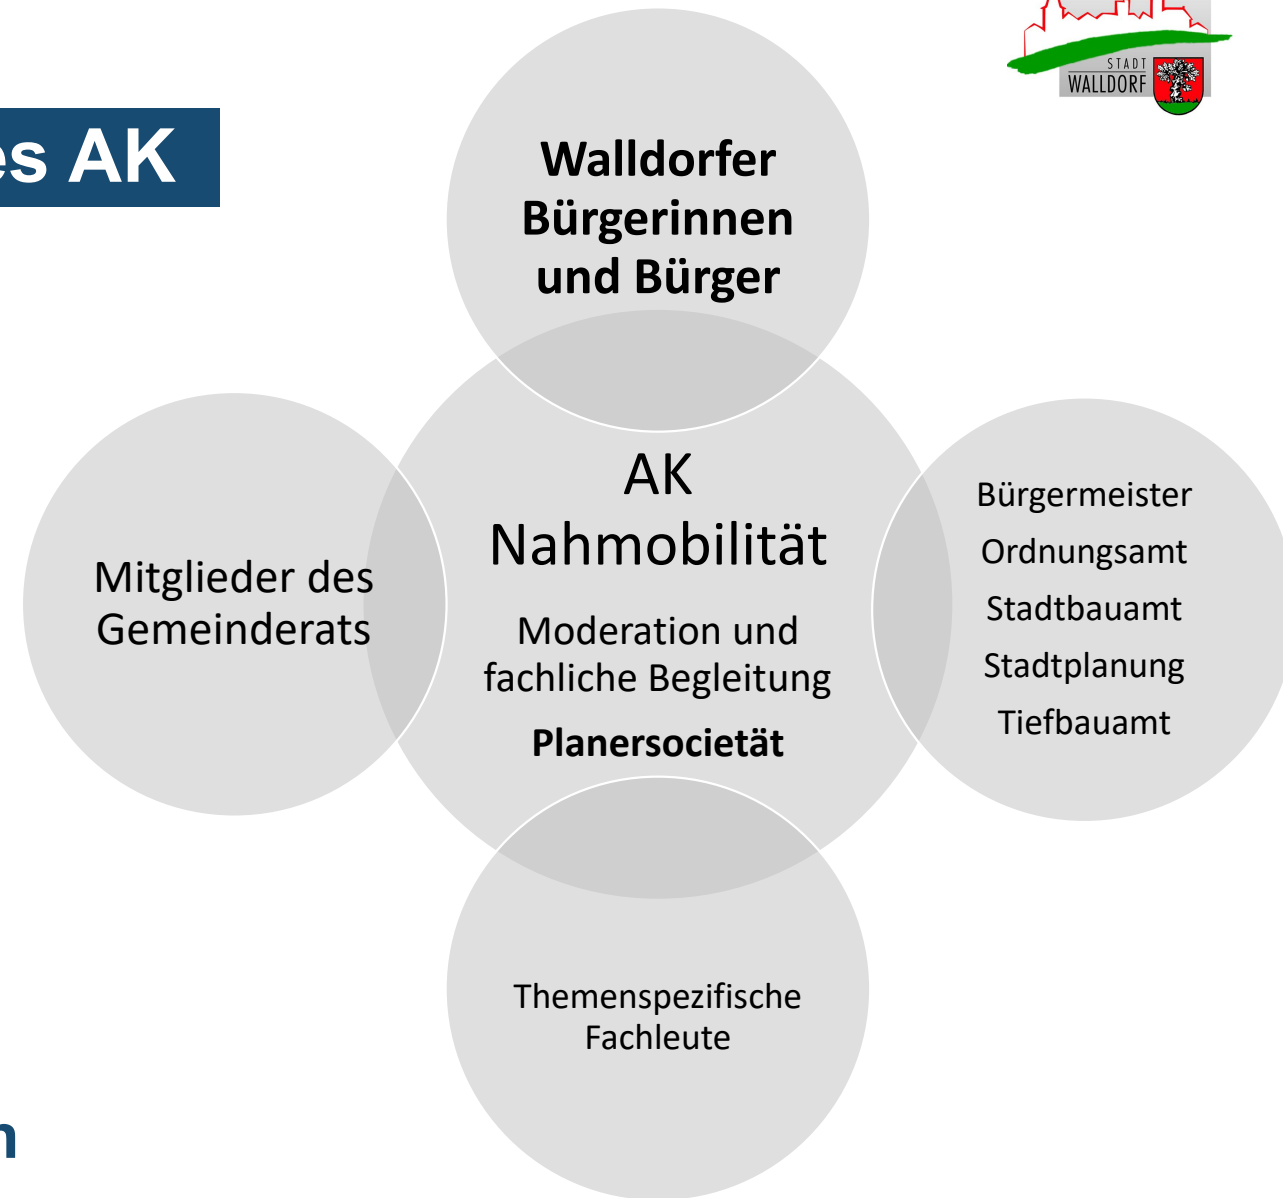 STADT
WALLDORF
es AK
Walldorfer
Bürgerinnen
und Bürger
Mitglieder des
Gemeinderats
AK
Nahmobilität
Moderation und
fachliche Begleitung
Planersocietät
Bürgermeister
Ordnungsamt
Stadtbauamt
Stadtplanung
Tiefbauamt
Themenspezifische
Fachleute
n